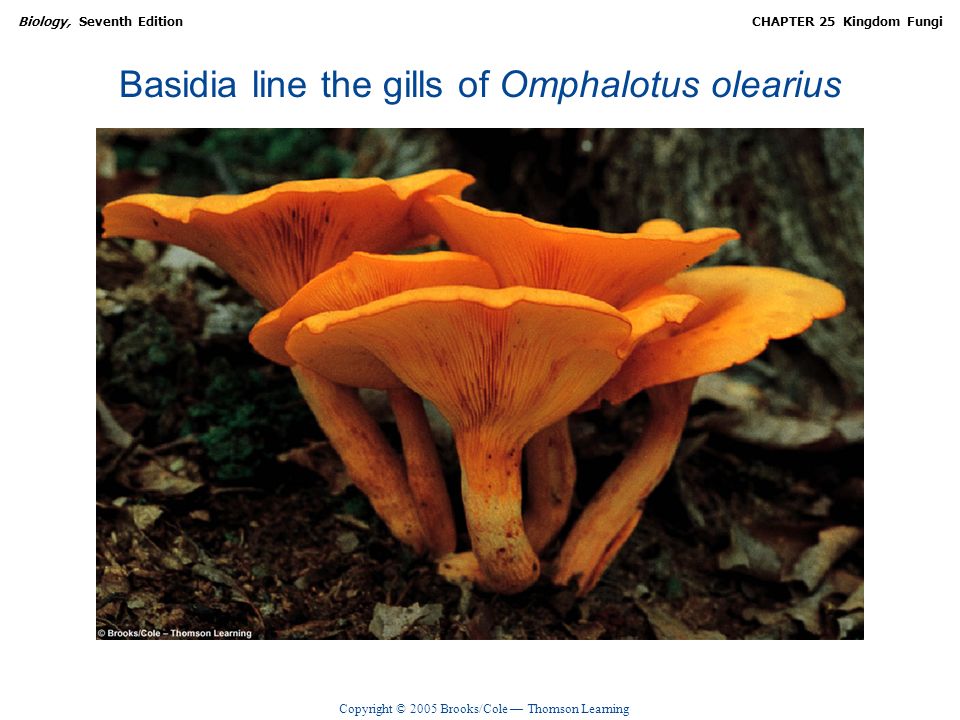 Biology, Seventh Edition
CHAPTER 25 Kingdom Fungi
Basidia line the gills of Omphalotus olearius
© Brooks/Cole – Thomson Learning
Copyright © 2005 Brooks/Cole — Thomson Learning